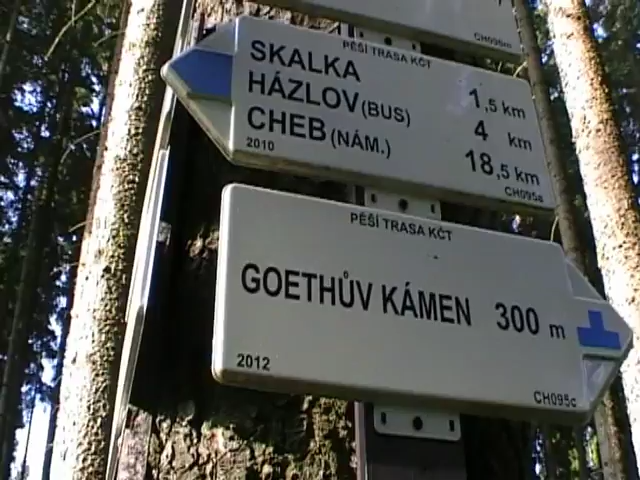 PĚŠÍ TRASA KČT
SKALKA 1,5 km
HÁZLOV (BUS) 4 km
CHEB (NÁM.) 18,5 km
2010
PĚŠÍ TRASA KČT
GOETHŮV KÁMEN 300 m
2012
CH095c